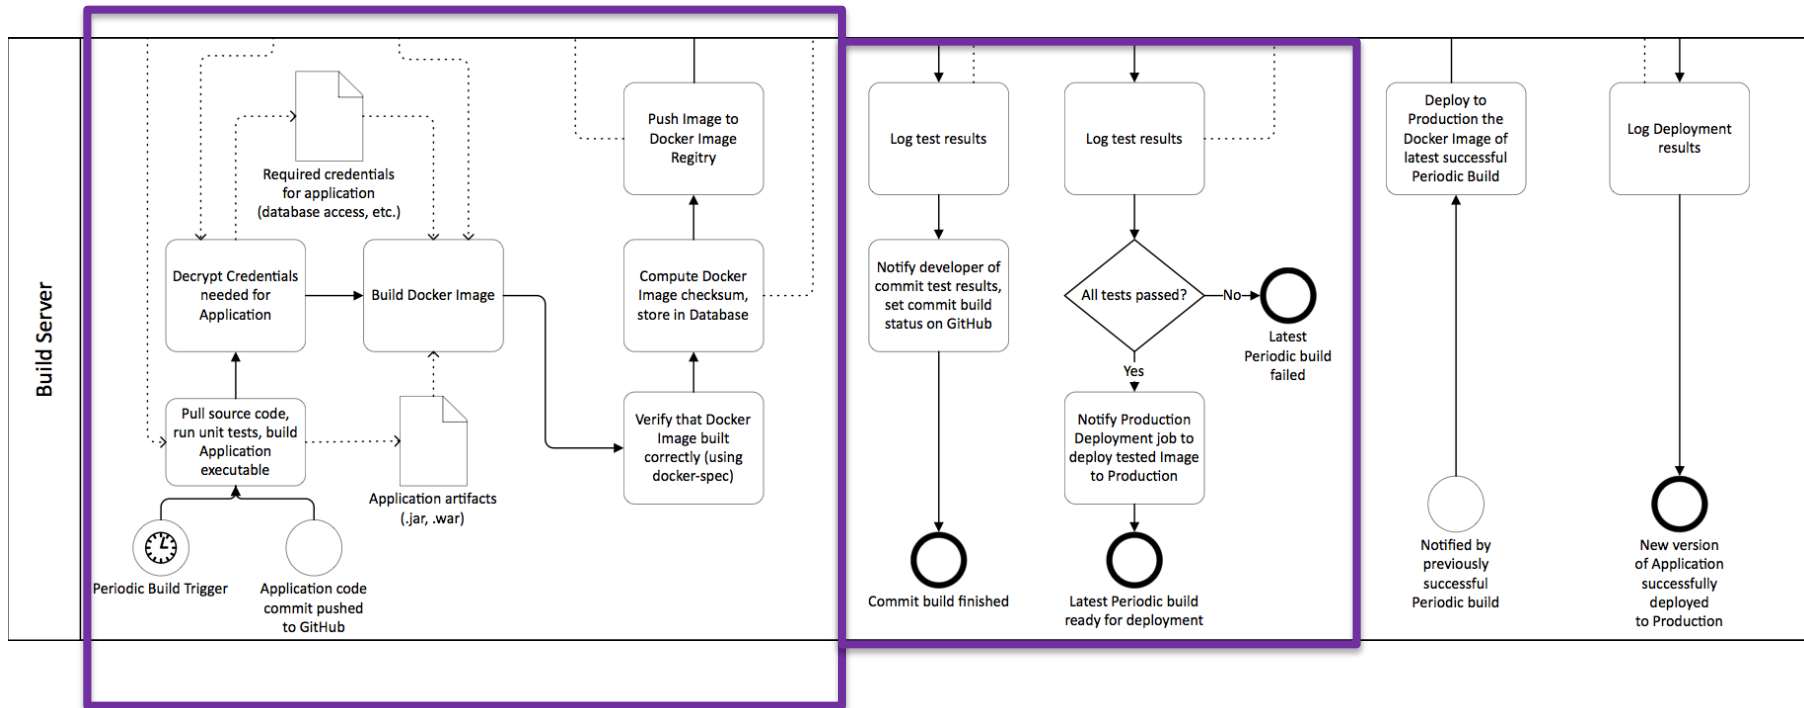 Build Server
Required credentials
for application
(database access, etc.)
Decrypt Credentials
needed for
Application
Build Docker Image
Pull source code,
run unit tests, build
Application
executable
Application artifacts
(.jar, .war)
Periodic Build Trigger
Application code
commit pushed
to GitHub
Push Image to
Docker Image
Regitry
Compute Docker
Image checksum,
store in Database
Verify that Docker
Image built
correctly (using
docker-spec)
Log test results
Notify developer of
commit test results,
set commit build
status on GitHub
Commit build finished
Log test results
All tests passed?
No
Latest
Periodic build
failed
Yes
Notify Production
Deployment job to
deploy tested Image
to Production
Latest Periodic build
ready for deployment
Deploy to
Production the
Docker Image of
latest successful
Periodic Build
Notified by
previously
successful
Periodic build
Log Deployment
results
New version
of Application
successfully
deployed
to Production